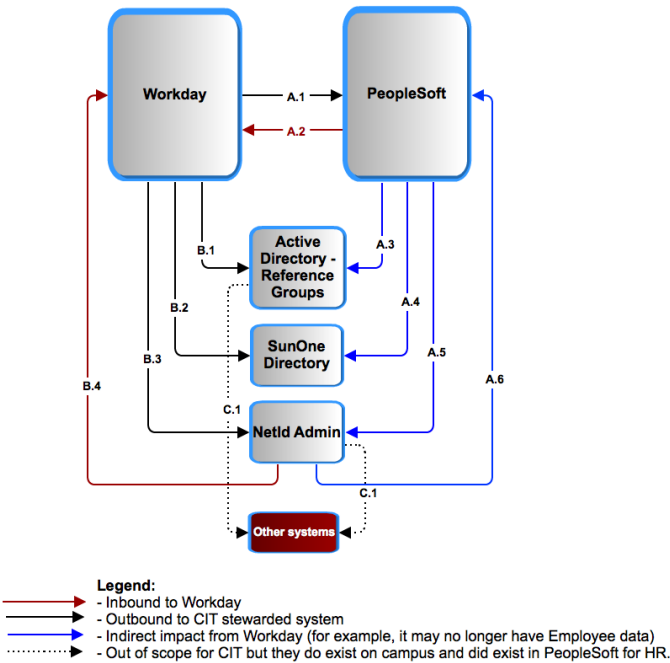 Workday
PeopleSoft
A.1
A.2
B.1
A.3
Active
Directory -
Reference
Groups
B.2
A.4
SunOne
Directory
B.3
A.5
B.4
A.6
C.1
NetId Admin
C.1
Other systems
Legend:
- Inbound to Workday
- Outbound to CIT stewarded system
- Indirect impact from Workday (for example, it may no longer have Employee data)
- Out of scope for CIT but they do exist on campus and did exist in PeopleSoft for HR.